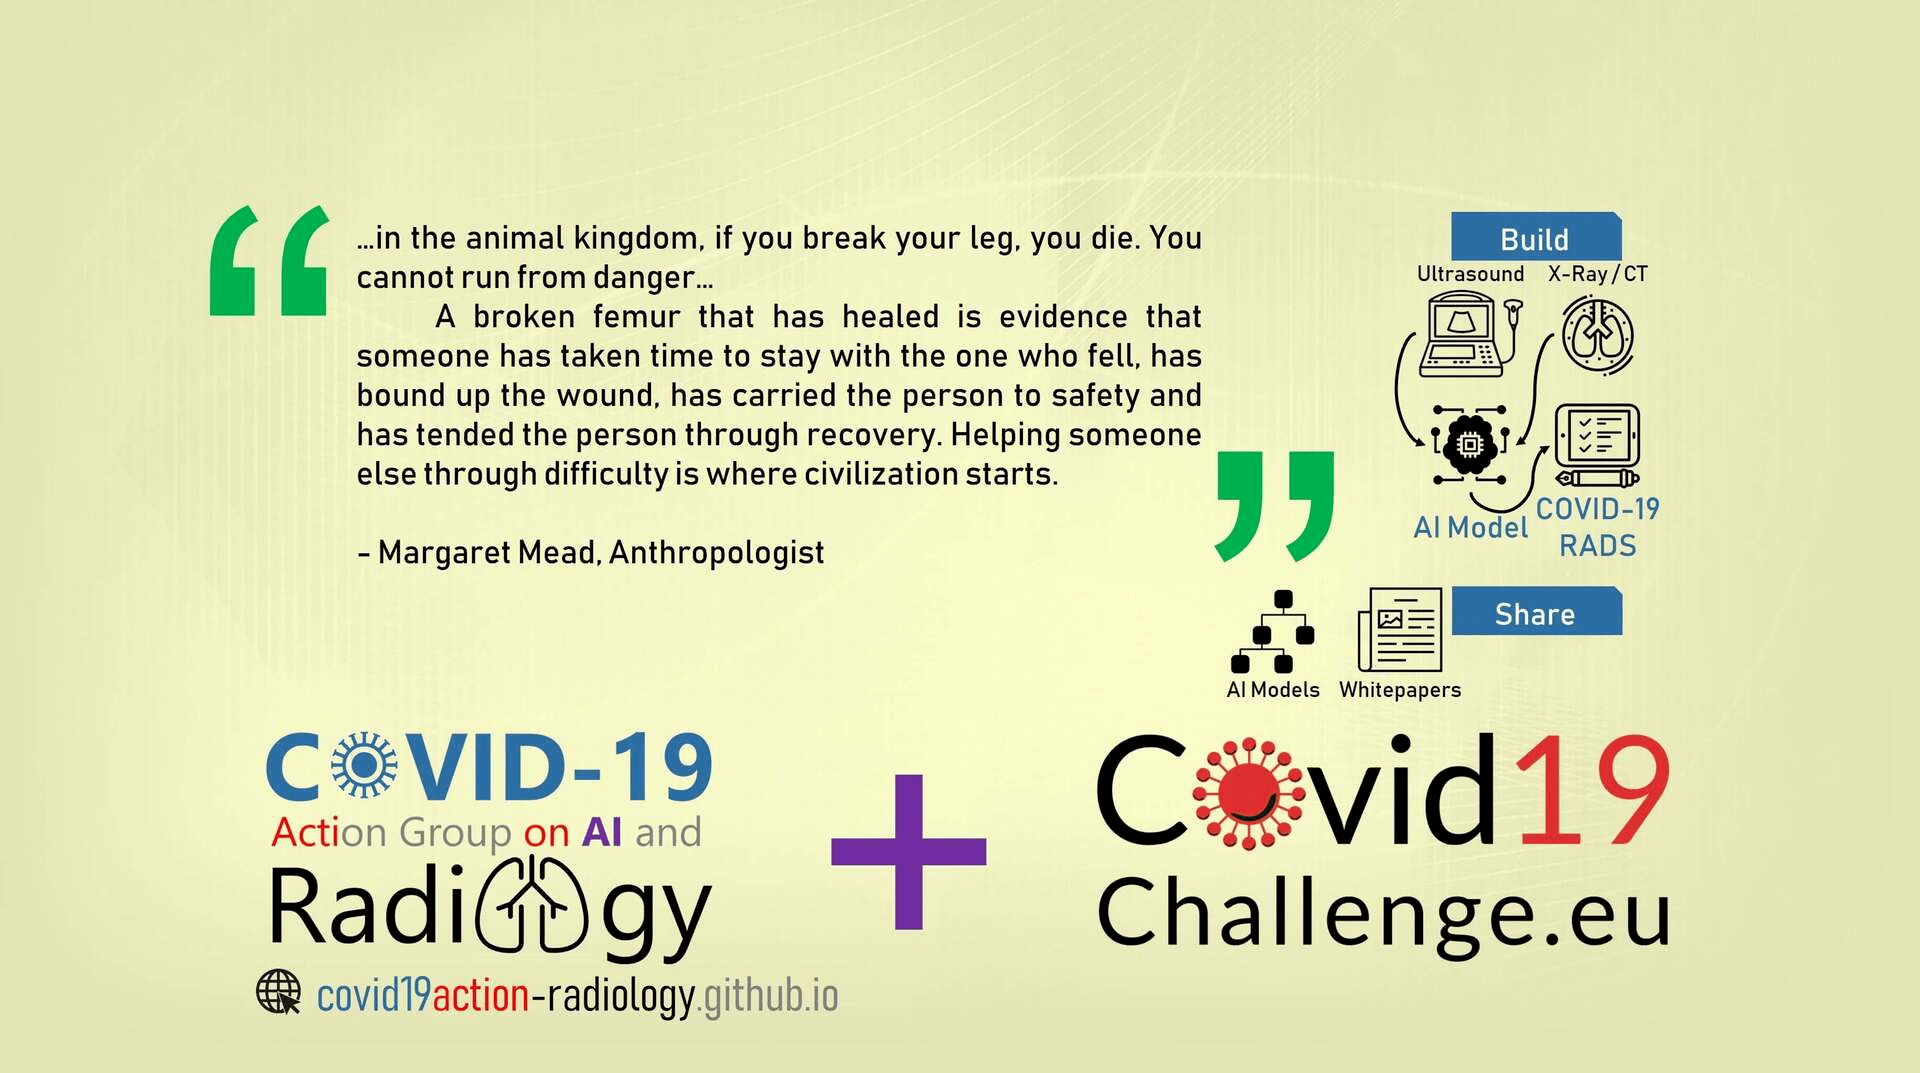 ...in the animal kingdom, if you break your leg, you die. You
cannot run from danger...
A broken femur that has healed is evidence that
someone has taken time to stay with the one who fell, has
bound up the wound, has carried the person to safety and
has tended the person through recovery. Helping someone
else through difficulty is where civilization starts.
- Margaret Mead, Anthropologist
Build
Ultrasound X-Ray / CT
AI Model
COVID-19
RADS
Share
AI Models Whitepapers
COVID-19
Action Group on AI and
Radiology
covid19action-radiology.github.io
Covid19
Challenge.eu